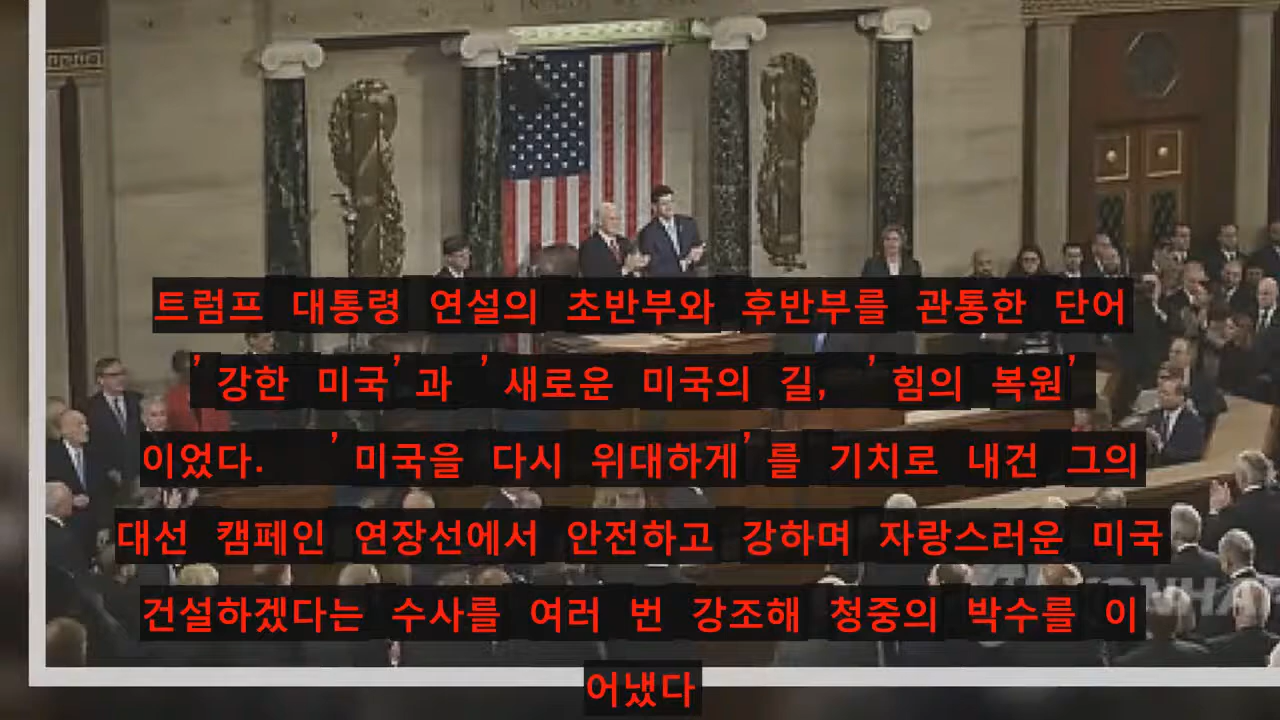 트럼프 대통령 연설의 초반부와 후반부를 관통한 단어
'강한 미국'과 '새로운 미국의 길, '힘의 복원'
이었다. '미국을 다시 위대하게'를 기치로 내건 그의
대선 캠페인 연장선에서 안전하고 강하며 자랑스러운 미국
건설하겠다는 수사를 여러 번 강조해 청중의 박수를 이
어냈다